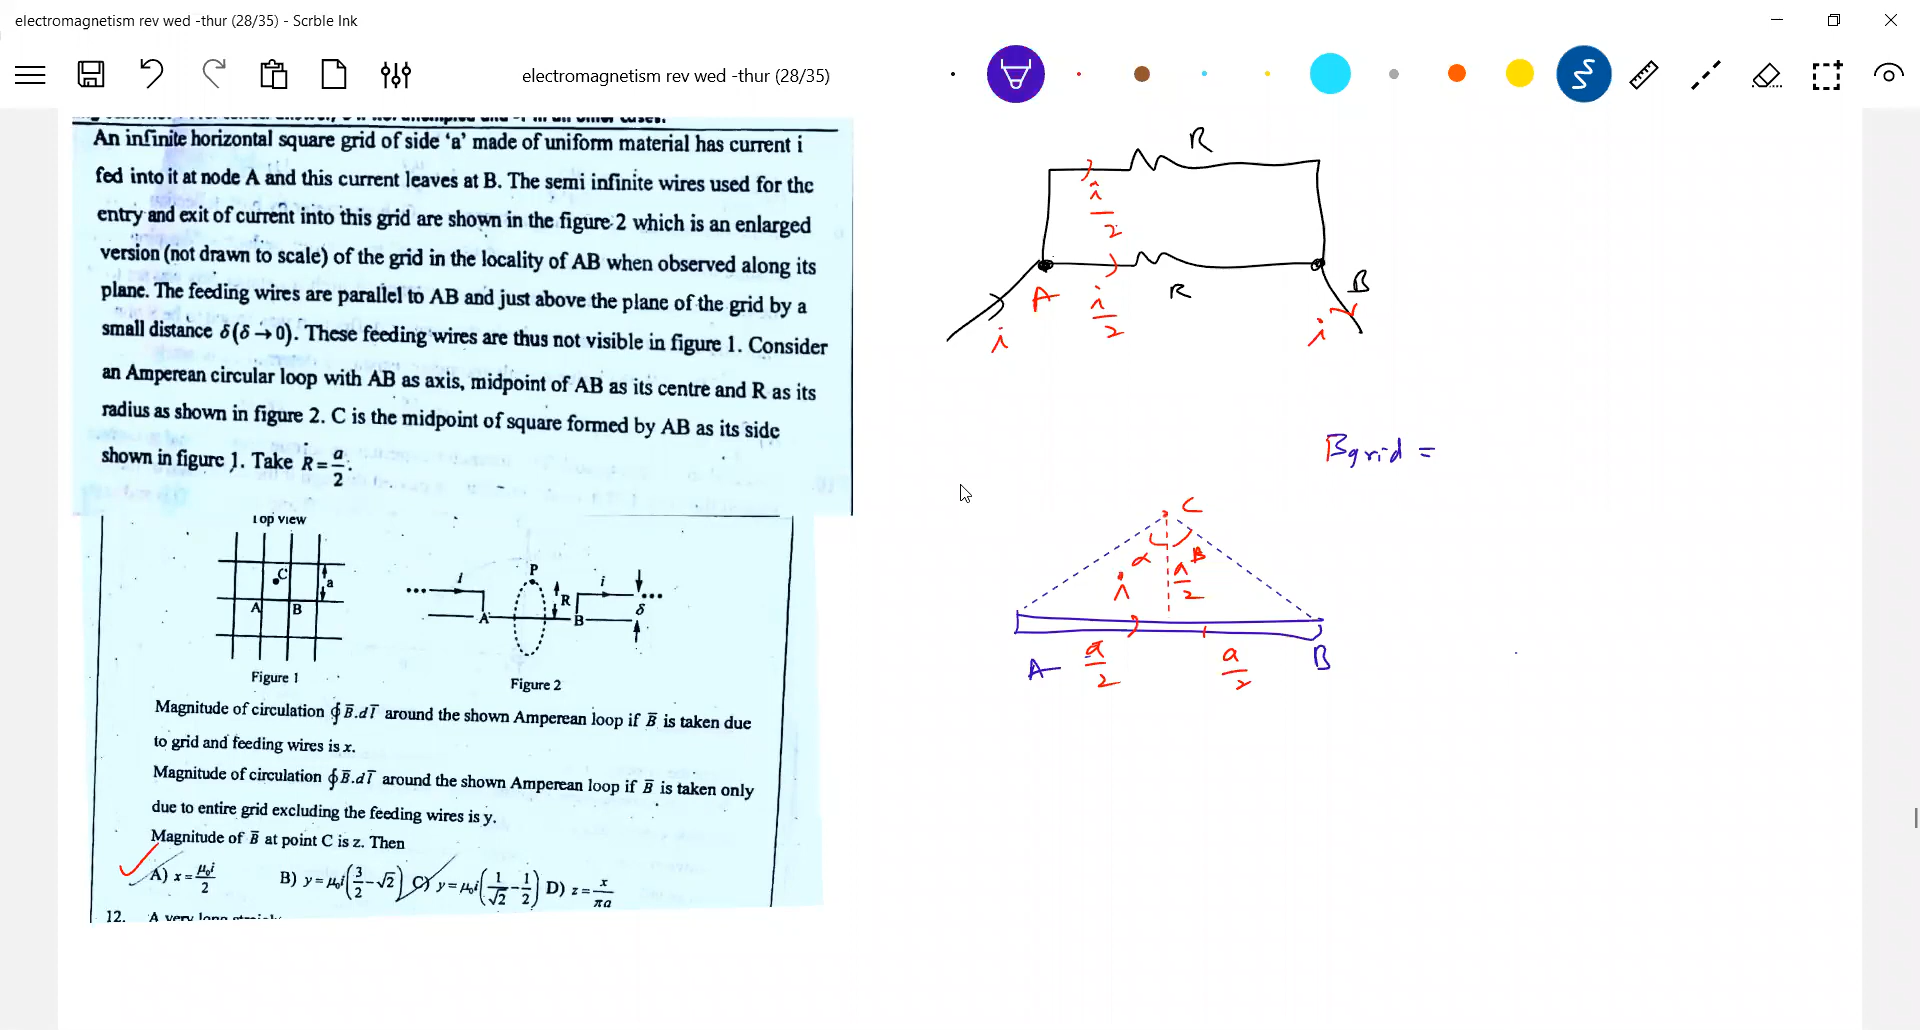 electromagnetism rev wed -thur (28/35) - Scrble Ink
electromagnetism rev wed -thur (28/35)
An infinite horizontal square grid of side ‘a’ made of uniform material has current i
fed into it at node A and this current leaves at B. The semi infinite wires used for the
entry and exit of current into this grid are shown in the figure 2 which is an enlarged
version (not drawn to scale) of the grid in the locality of AB when observed along its
plane. The feeding wires are parallel to AB and just above the plane of the grid by a
small distance δ(δ → 0). These feeding wires are thus not visible in figure 1. Consider
an Amperean circular loop with AB as axis, midpoint of AB as its centre and R as its
radius as shown in figure 2. C is the midpoint of square formed by AB as its side
shown in figure 1. Take R = a/2.
Top view
C
a
A B
Figure 1
i P i
R
A B
δ
Figure 2
Magnitude of circulation ∮B̅.dl̅ around the shown Amperean loop if B̅ is taken due
to grid and feeding wires is x.
Magnitude of circulation ∮B̅.dl̅ around the shown Amperean loop if B̅ is taken only
due to entire grid excluding the feeding wires is y.
Magnitude of B̅ at point C is z. Then
A) x = μ₀i/2 B) y = μ₀i(3/2 − √2) C) y = μ₀i(1/√2 − 1/2) D) z = x/πa
12. A very long
R
i/2
A i/2 R B
i i
Bgrid =
C
α B
i a/2
A a/2 a/2 B